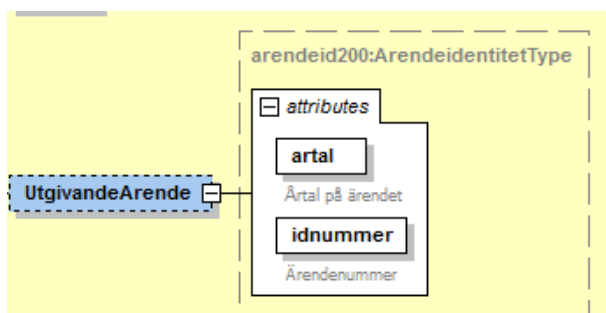 arendeid200:ArendeidentitetType
attributes
artal
UtgivandeArende
Årtal på ärendet
idnummer
Ärendenummer